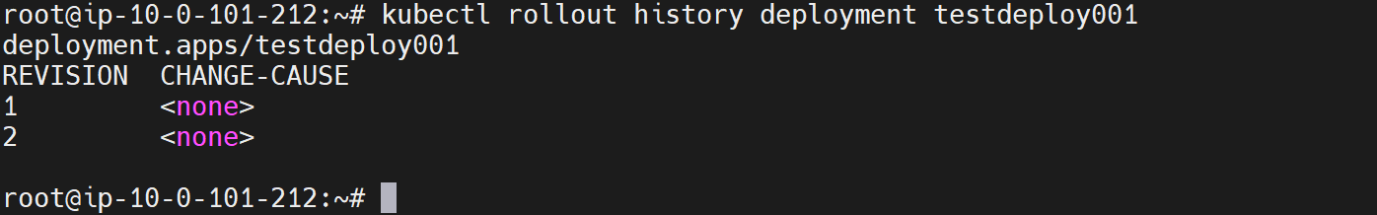 root@ip-10-0-101-212:~# kubectl rollout history deployment testdeploy001
deployment.apps/testdeploy001
REVISION  CHANGE-CAUSE
1         <none>
2         <none>
root@ip-10-0-101-212:~#